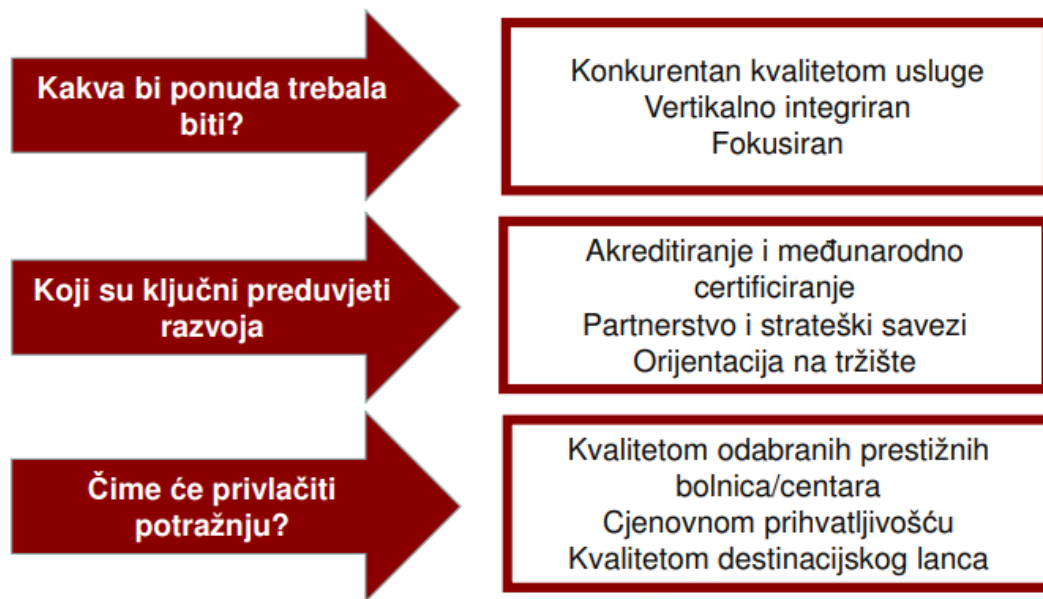 Kakva bi ponuda trebala
biti?
Konkurentan kvalitetom usluge
Vertikalno integriran
Fokusiran
Koji su ključni preduvjeti
razvoja
Akreditiranje i međunarodno
certificiranje
Partnerstvo i strateški savezi
Orijentacija na tržište
Čime će privlačiti
potražnju?
Kvalitetom odabranih prestižnih
bolnica/centara
Cjenovnom prihvatljivošću
Kvalitetom destinacijskog lanca